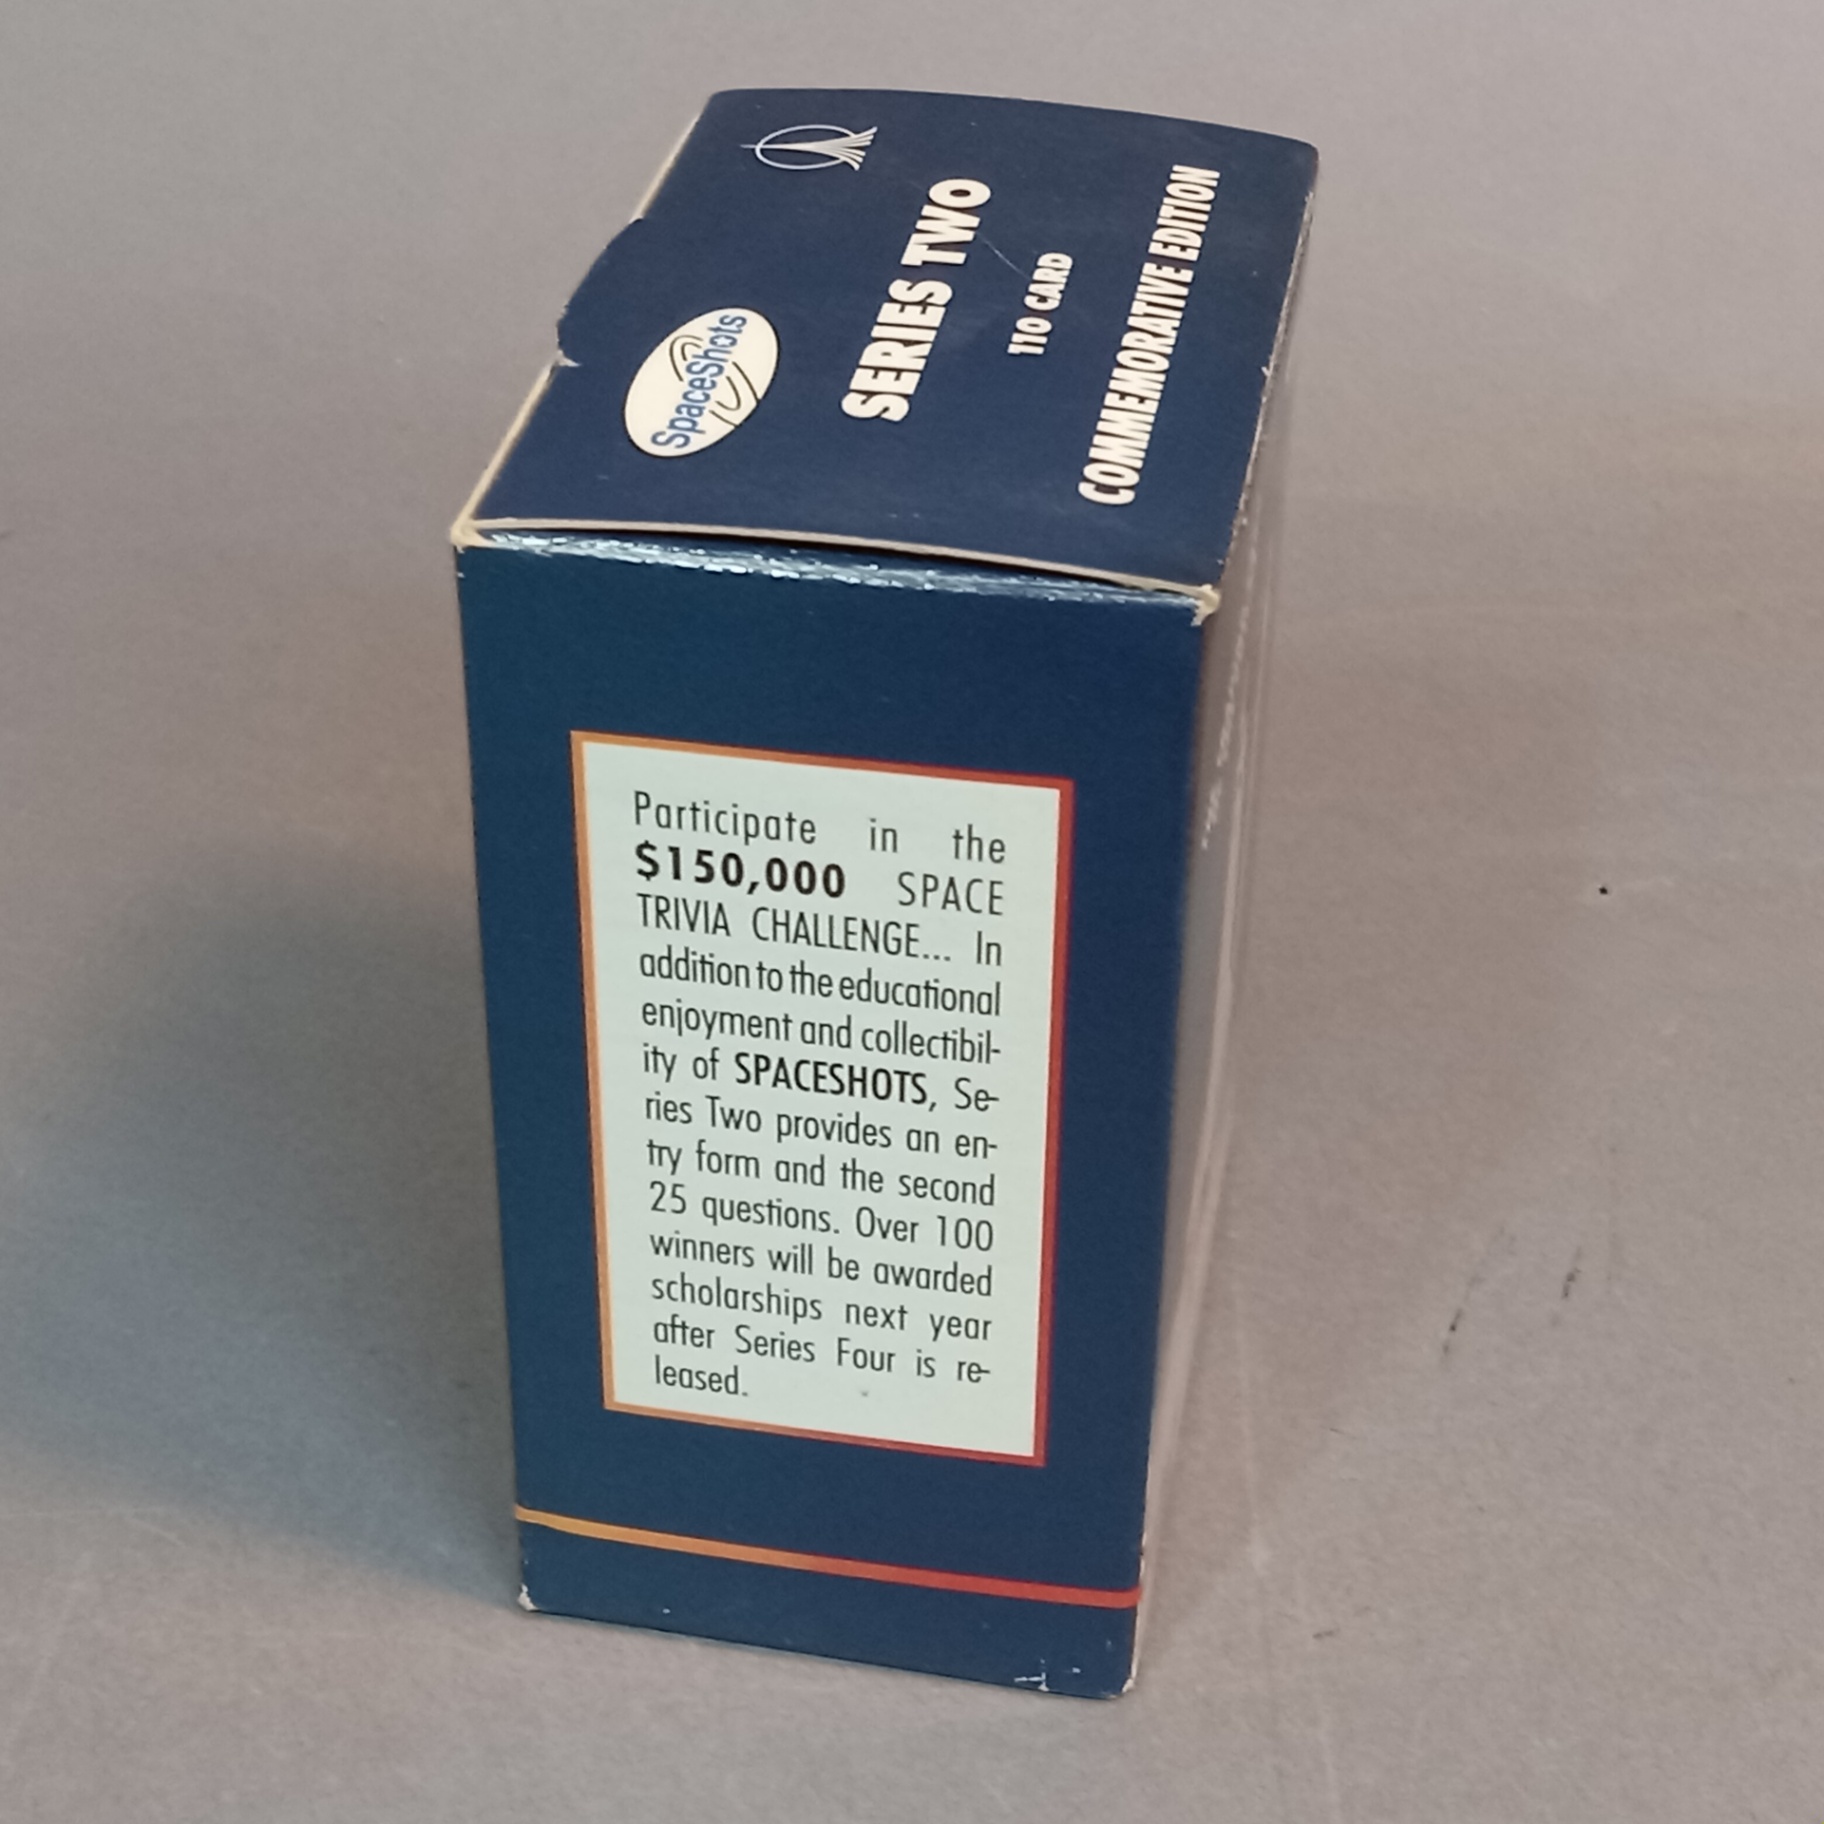 SpaceShots
SERIES TWO
110 CARD
COMMEMORATIVE EDITION
Participate in the
$150,000 SPACE
TRIVIA CHALLENGE... In
addition to the educational
enjoyment and collectibil-
ity of SPACESHOTS, Se-
ries Two provides an en-
try form and the second
25 questions. Over 100
winners will be awarded
scholarships next year
after Series Four is re-
leased.